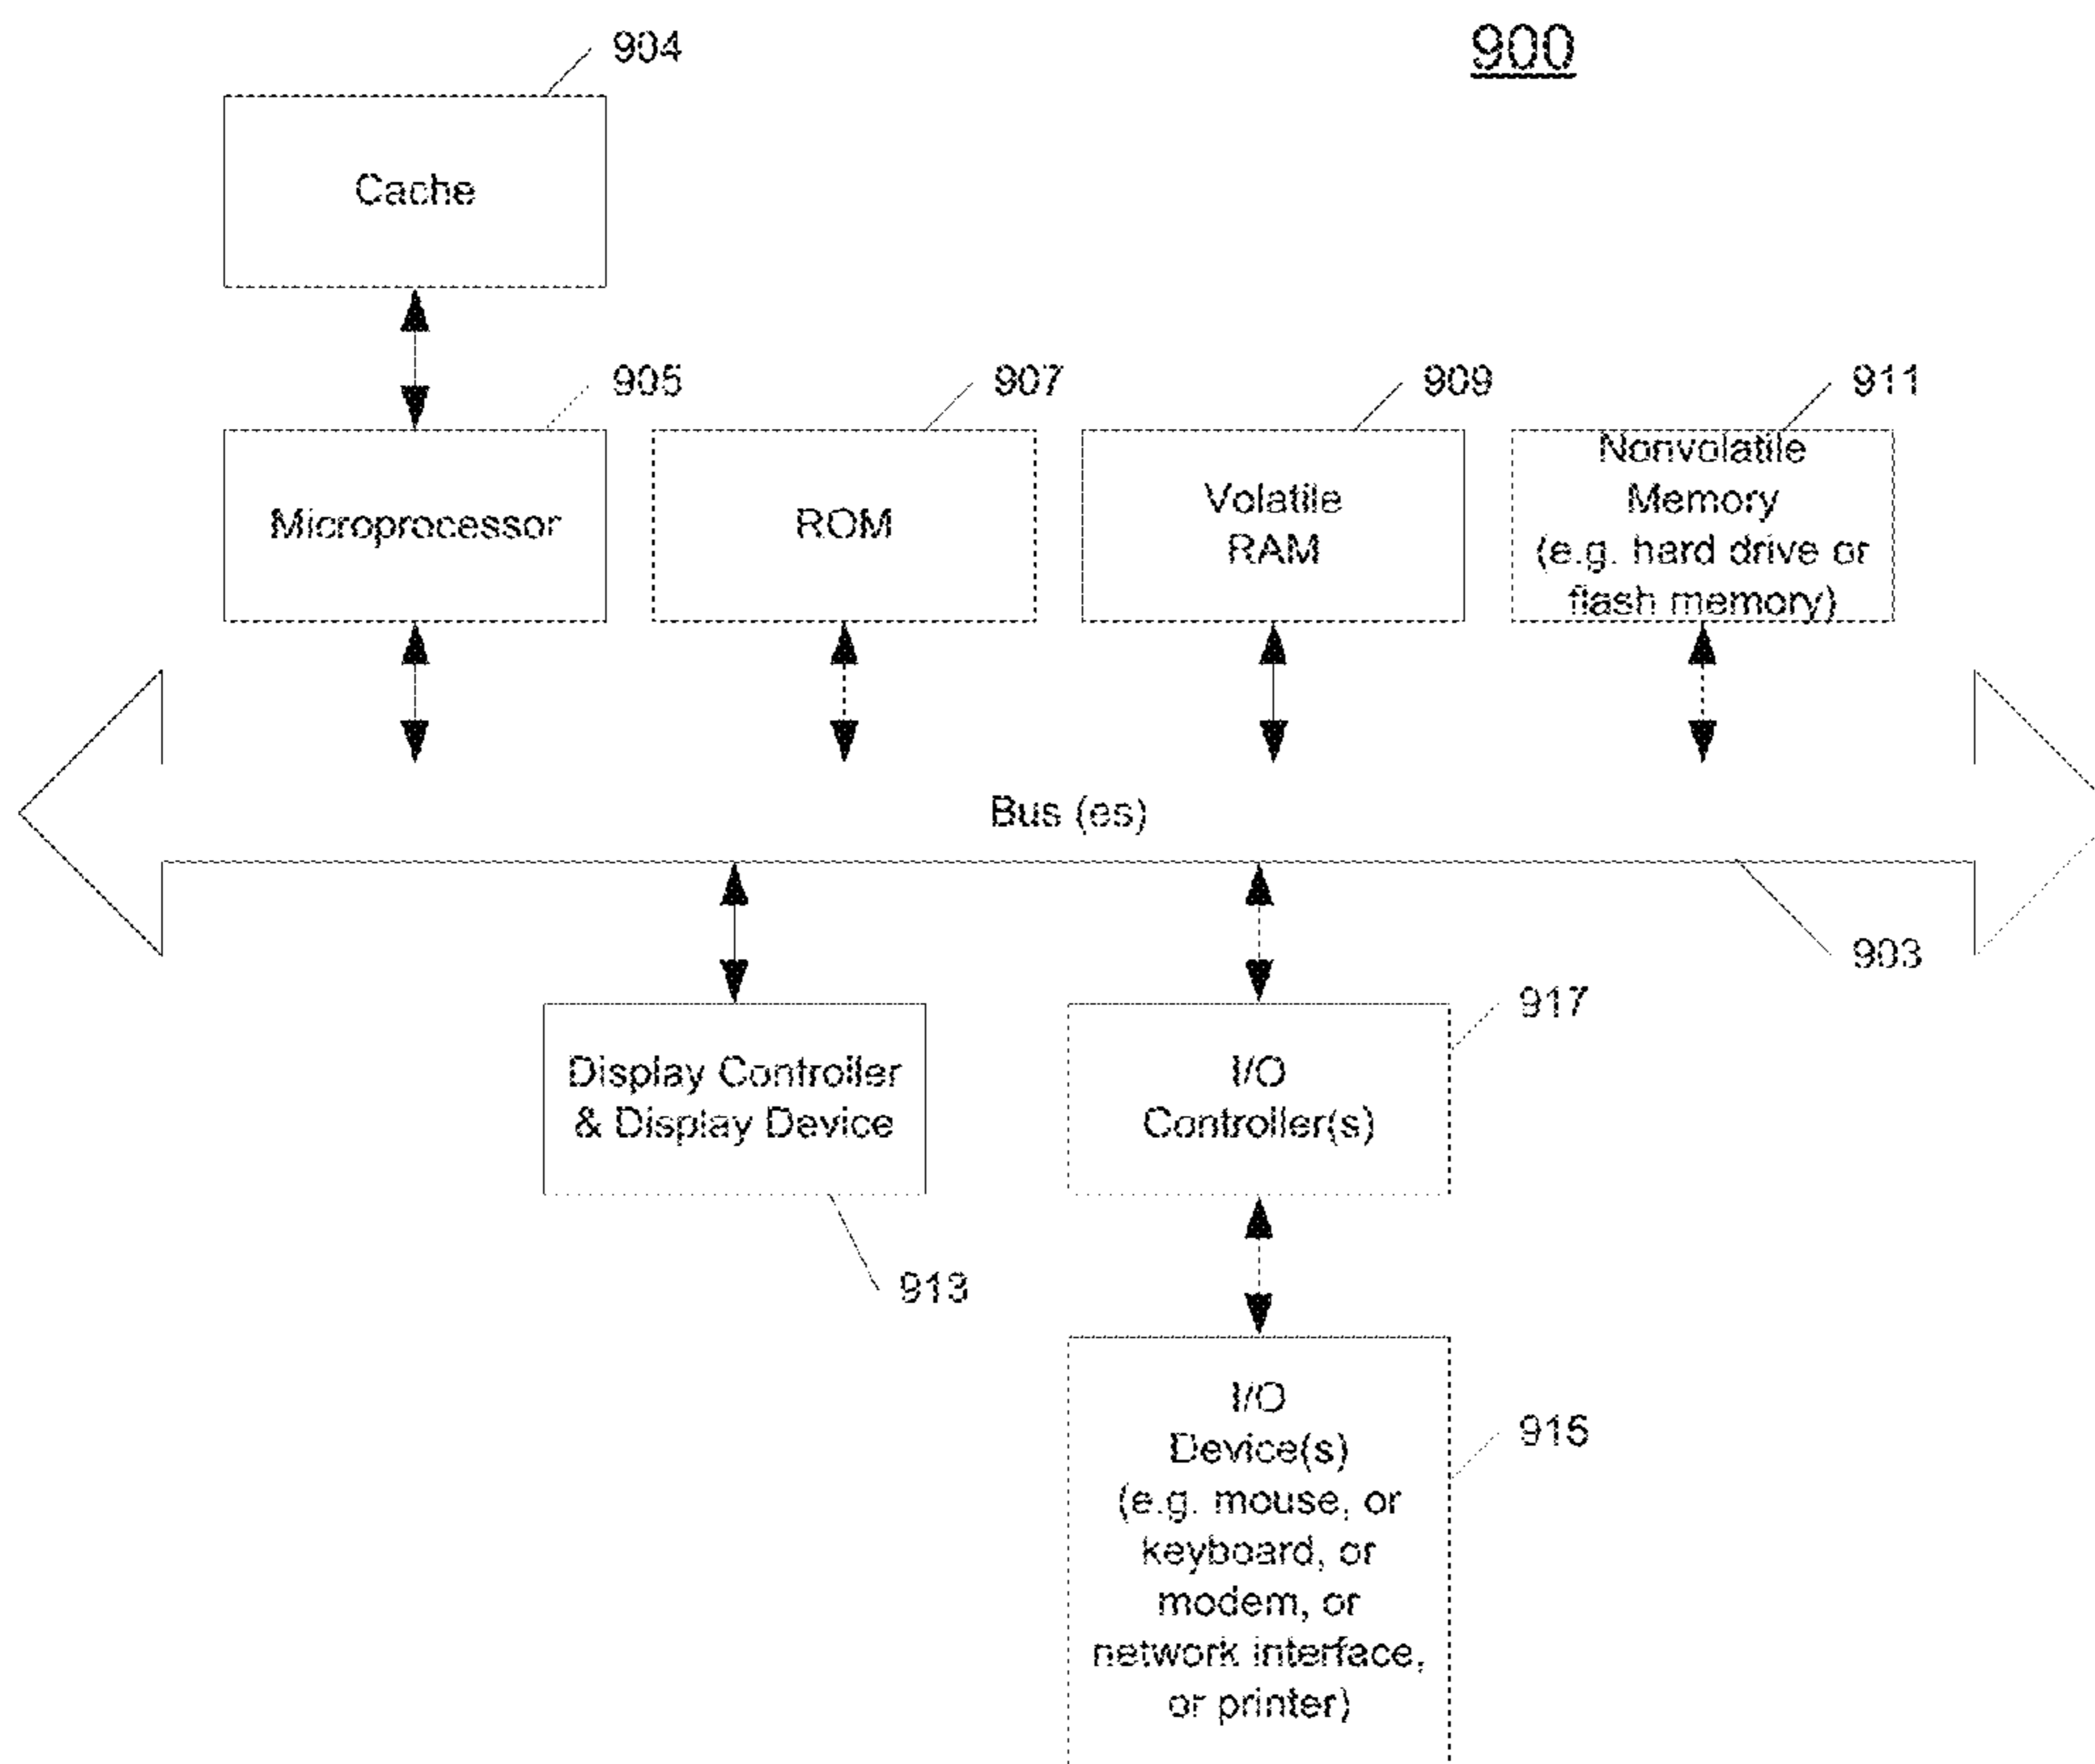 900
904
Cache
905
907
909
911
Microprocessor
ROM
Volatile
RAM
Nonvolatile
Memory
(e.g. hard drive or
flash memory)
Bus (es)
903
917
Display Controller
& Display Device
I/O
Controller(s)
913
915
I/O
Device(s)
(e.g. mouse, or
keyboard, or
modem, or
network interface,
or printer)